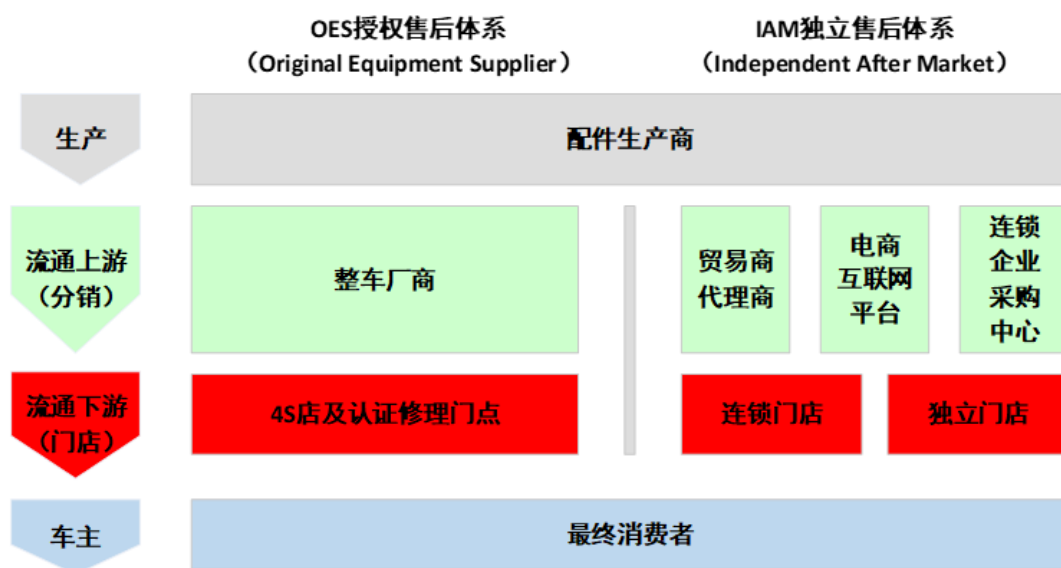 OES授权售后体系
（Original Equipment Supplier）
IAM独立售后体系
（Independent After Market）
生产
配件生产商
流通上游
（分销）
整车厂商
贸易商
代理商
电商
互联网
平台
连锁
企业
采购
中心
流通下游
（门店）
4S店及认证修理门点
连锁门店
独立门店
车主
最终消费者